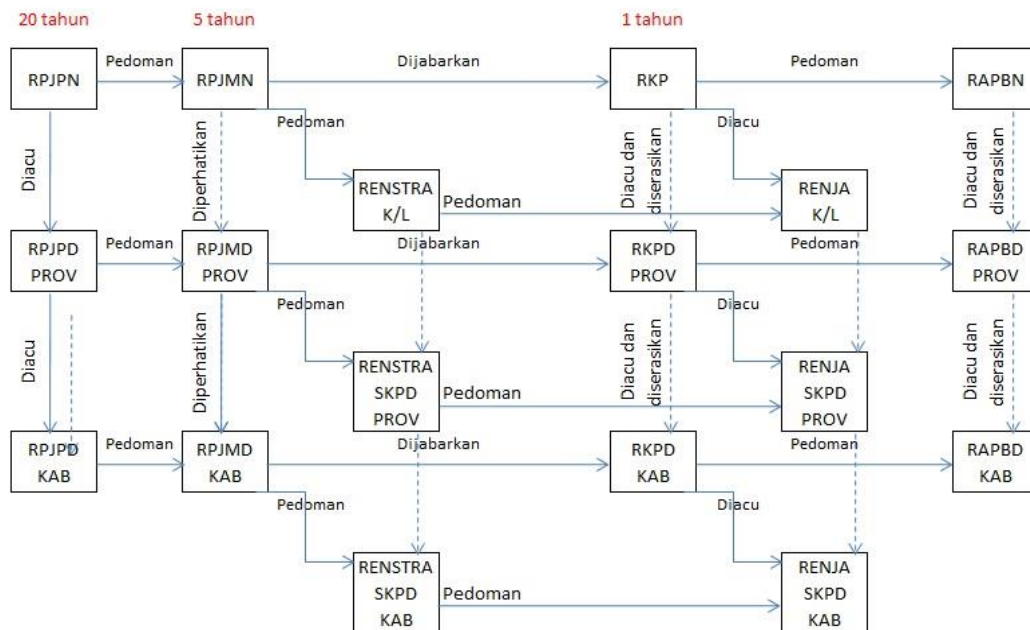 20 tahun
5 tahun
1 tahun
RPJPN
Pedoman
RPJMN
Dijabarkan
RKP
Pedoman
RAPBN
Pedoman
Diacu
Diacu
Diperhatikan
Diacu dan
diserasikan
Diacu dan
diserasikan
RENSTRA
K/L
Pedoman
RENJA
K/L
RPJPD
PROV
Pedoman
RPJMD
PROV
Dijabarkan
RKPD
PROV
Pedoman
RAPBD
PROV
Pedoman
Diacu
Diacu
Diperhatikan
Diacu dan
diserasikan
Diacu dan
diserasikan
RENSTRA
SKPD
PROV
Pedoman
RENJA
SKPD
PROV
RPJPD
KAB
Pedoman
RPJMD
KAB
Dijabarkan
RKPD
KAB
Pedoman
RAPBD
KAB
Pedoman
Diacu
RENSTRA
SKPD
KAB
Pedoman
RENJA
SKPD
KAB